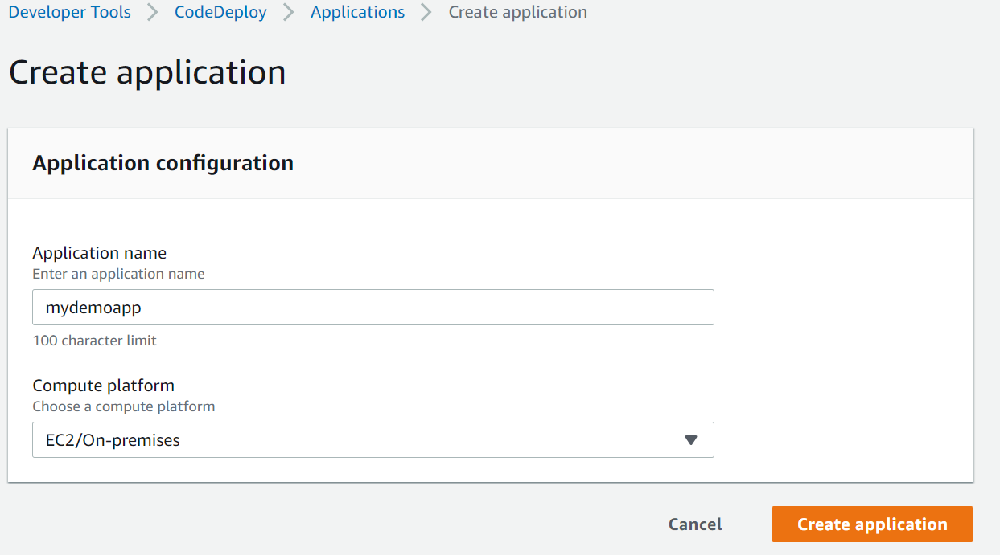 Developer Tools > CodeDeploy > Applications > Create application
Create application
Application configuration
Application name
Enter an application name
mydemoapp
100 character limit
Compute platform
Choose a compute platform
EC2/On-premises
Cancel Create application